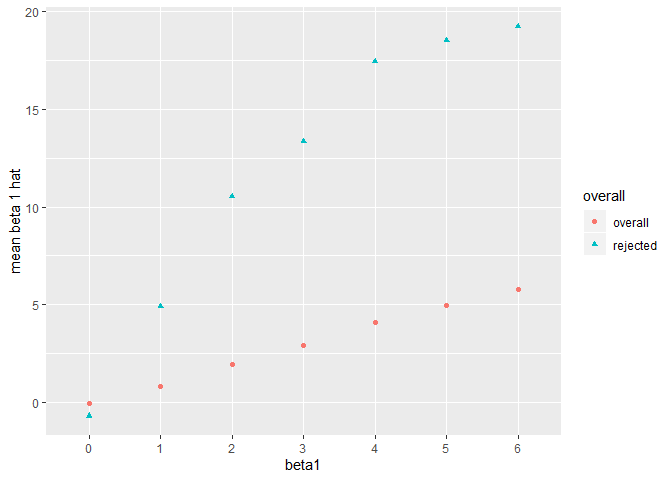 20
15
10
5
0
mean beta 1 hat
0 1 2 3 4 5 6
beta1
overall
overall
rejected